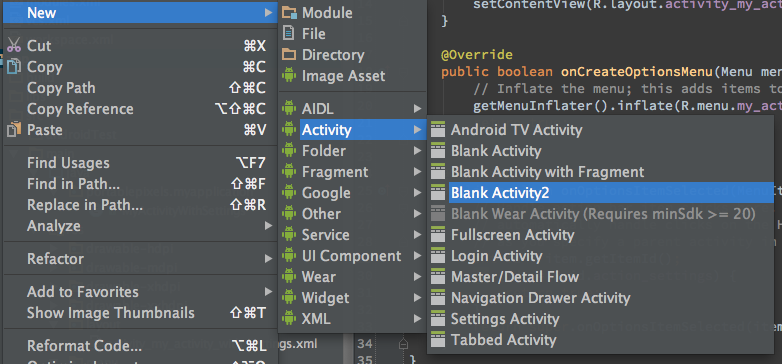 New
Cut ⌘X
Copy ⌘C
Copy Path ⇧⌘C
Copy Reference ⌥⇧⌘C
Paste ⌘V
Find Usages ⌥F7
Find in Path... ⇧⌘F
Replace in Path... ⇧⌘R
Analyze
Refactor
Add to Favorites
Show Image Thumbnails ⇧⌘T
Reformat Code... ⌥⌘L
Module
File
Directory
Image Asset
AIDL
Activity
Folder
Fragment
Google
Other
Service
UI Component
Wear
Widget
XML
Android TV Activity
Blank Activity
Blank Activity with Fragment
Blank Activity2
Blank Wear Activity (Requires minSdk >= 20)
Fullscreen Activity
Login Activity
Master/Detail Flow
Navigation Drawer Activity
Settings Activity
Tabbed Activity
setContentView(R.layout.activity_my_ac
}
@Override
public boolean onCreateOptionsMenu(Menu men
// Inflate the menu; this adds items to
getMenuInflater().inflate(R.menu.my_act
gs.xml
34
35 }